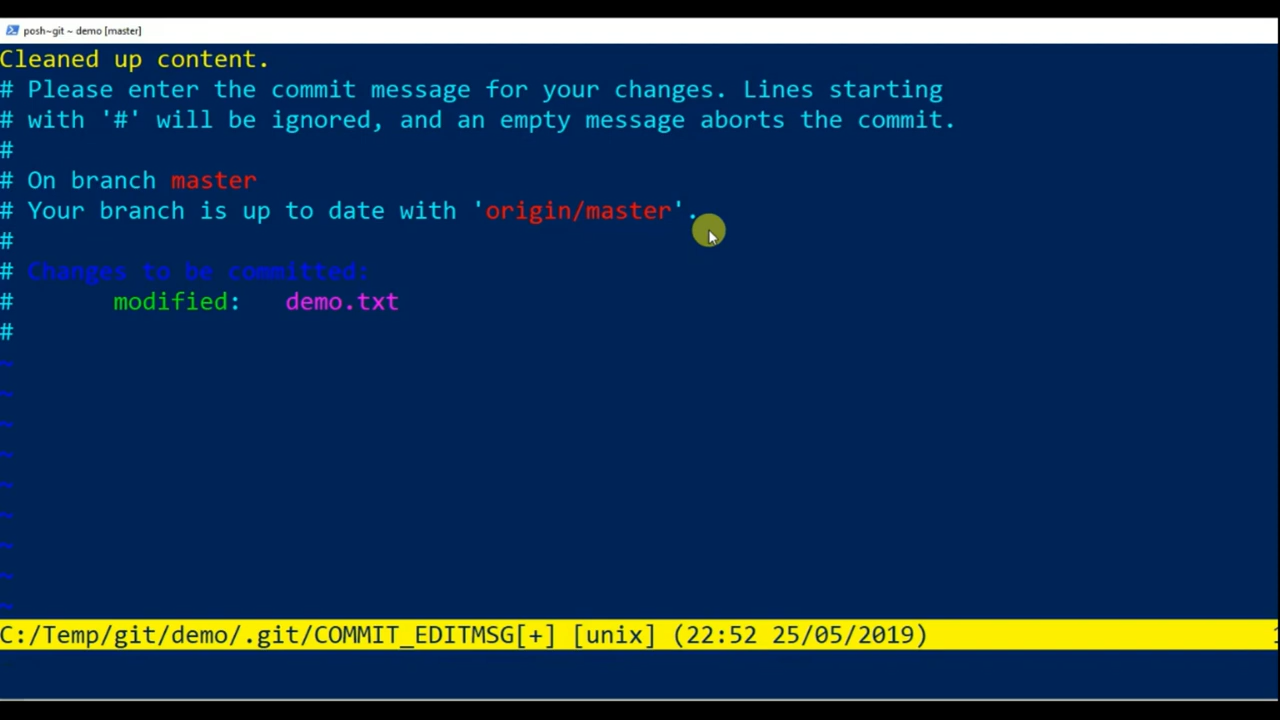 posh~git ~ demo [master]
Cleaned up content.
# Please enter the commit message for your changes. Lines starting
# with '#' will be ignored, and an empty message aborts the commit.
#
# On branch master
# Your branch is up to date with 'origin/master'.
#
# Changes to be committed:
#       modified:   demo.txt
#
~
~
~
~
~
~
~
~
~
C:/Temp/git/demo/.git/COMMIT_EDITMSG[+] [unix] (22:52 25/05/2019)